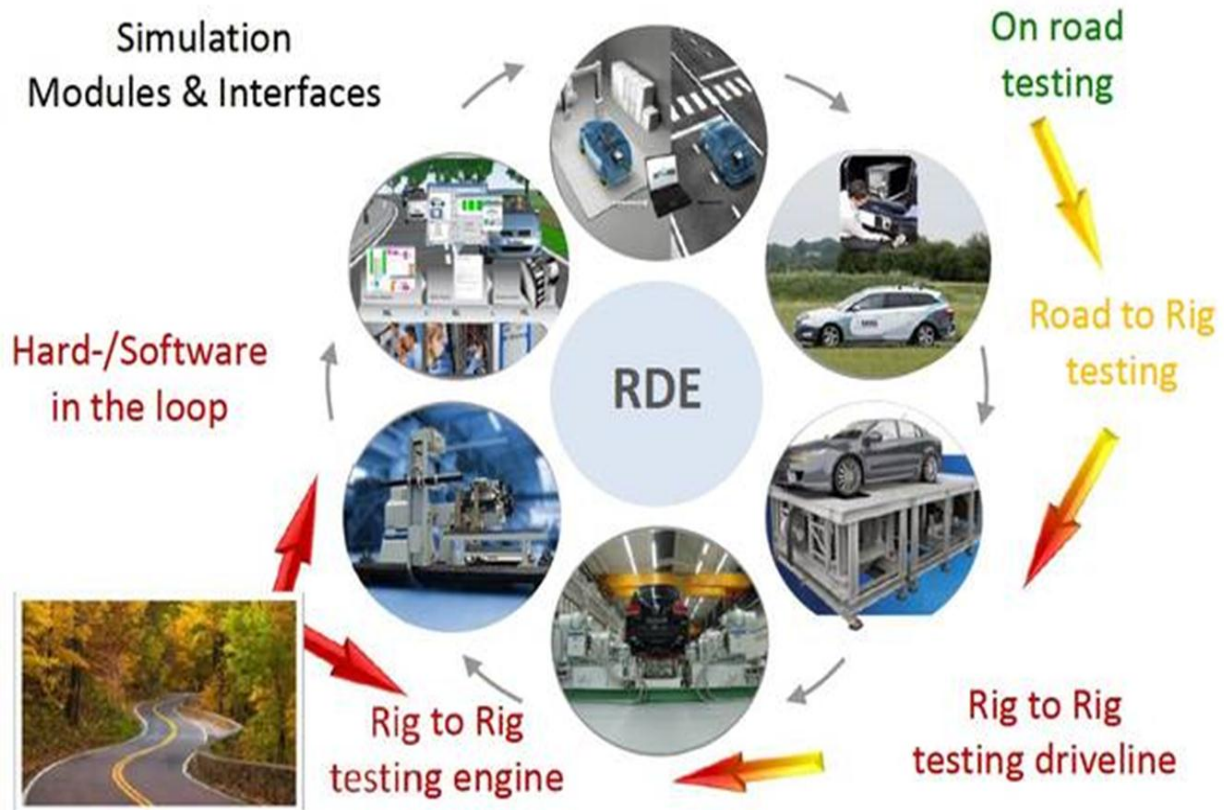 Simulation
Modules & Interfaces
On road
testing
Road to Rig
testing
Hard-/Software
in the loop
RDE
Rig to Rig
testing engine
Rig to Rig
testing driveline